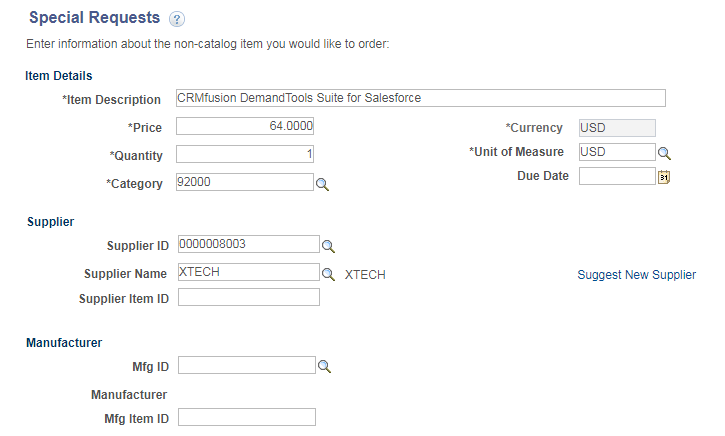 Special Requests ?
Enter information about the non-catalog item you would like to order:
Item Details
*Item Description CRMfusion DemandTools Suite for Salesforce
*Price 64.0000 *Currency USD
*Quantity 1 *Unit of Measure USD
*Category 92000 Due Date 31
Supplier
Supplier ID 0000008003
Supplier Name XTECH XTECH Suggest New Supplier
Supplier Item ID
Manufacturer
Mfg ID
Manufacturer
Mfg Item ID